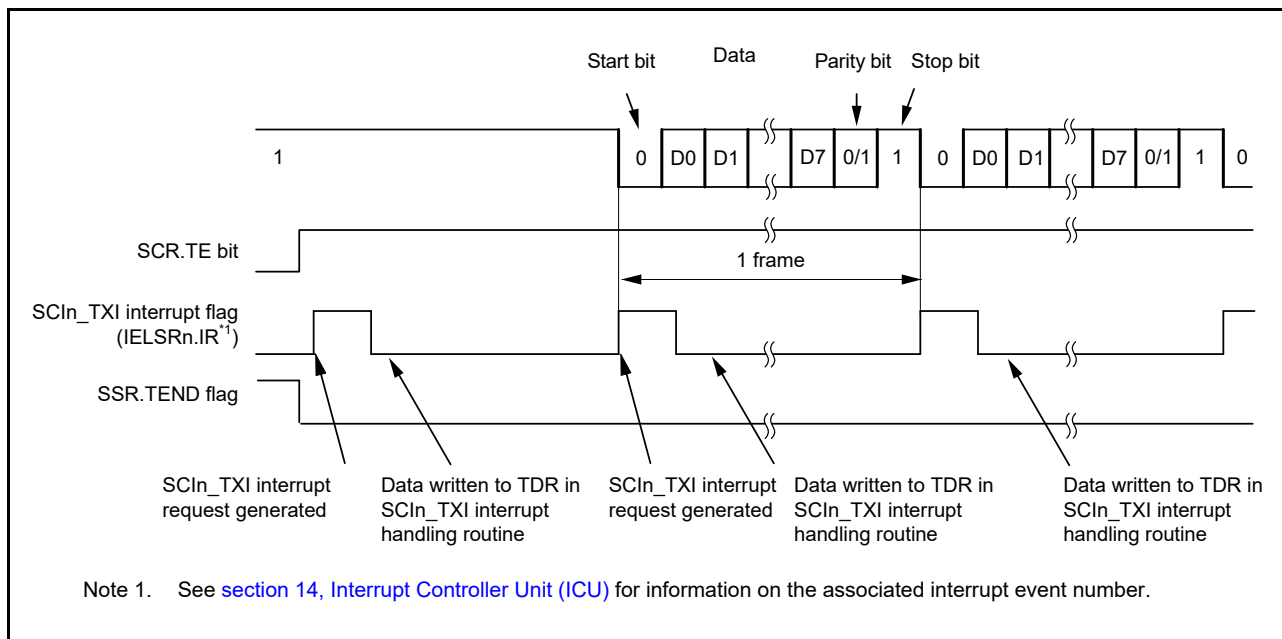 Start bit
Data
Parity bit
Stop bit
1
0 D0 D1 D7 0/1 1 0 D0 D1 D7 0/1 1 0
SCR.TE bit
1 frame
SCIn_TXI interrupt flag
(IELSRn.IR*1)
SSR.TEND flag
SCIn_TXI interrupt
request generated
Data written to TDR in
SCIn_TXI interrupt
handling routine
SCIn_TXI interrupt
request generated
Data written to TDR in
SCIn_TXI interrupt
handling routine
Data written to TDR in
SCIn_TXI interrupt
handling routine
Note 1. See section 14, Interrupt Controller Unit (ICU) for information on the associated interrupt event number.